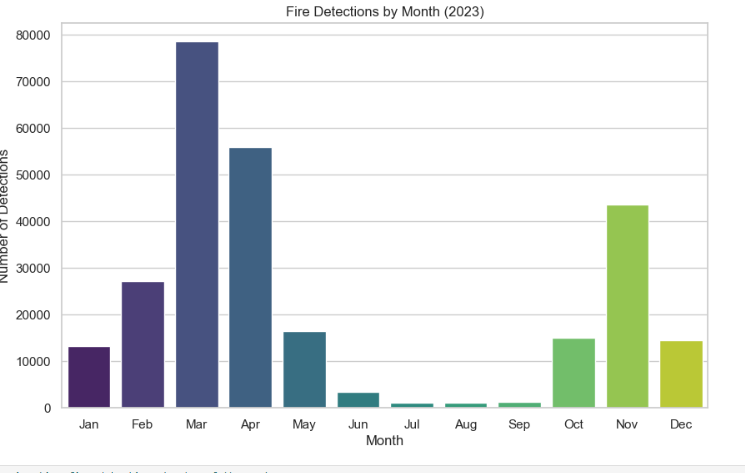 Fire Detections by Month (2023)
80000
70000
60000
50000
40000
30000
20000
10000
0
Number of Detections
Jan Feb Mar Apr May Jun Jul Aug Sep Oct Nov Dec
Month